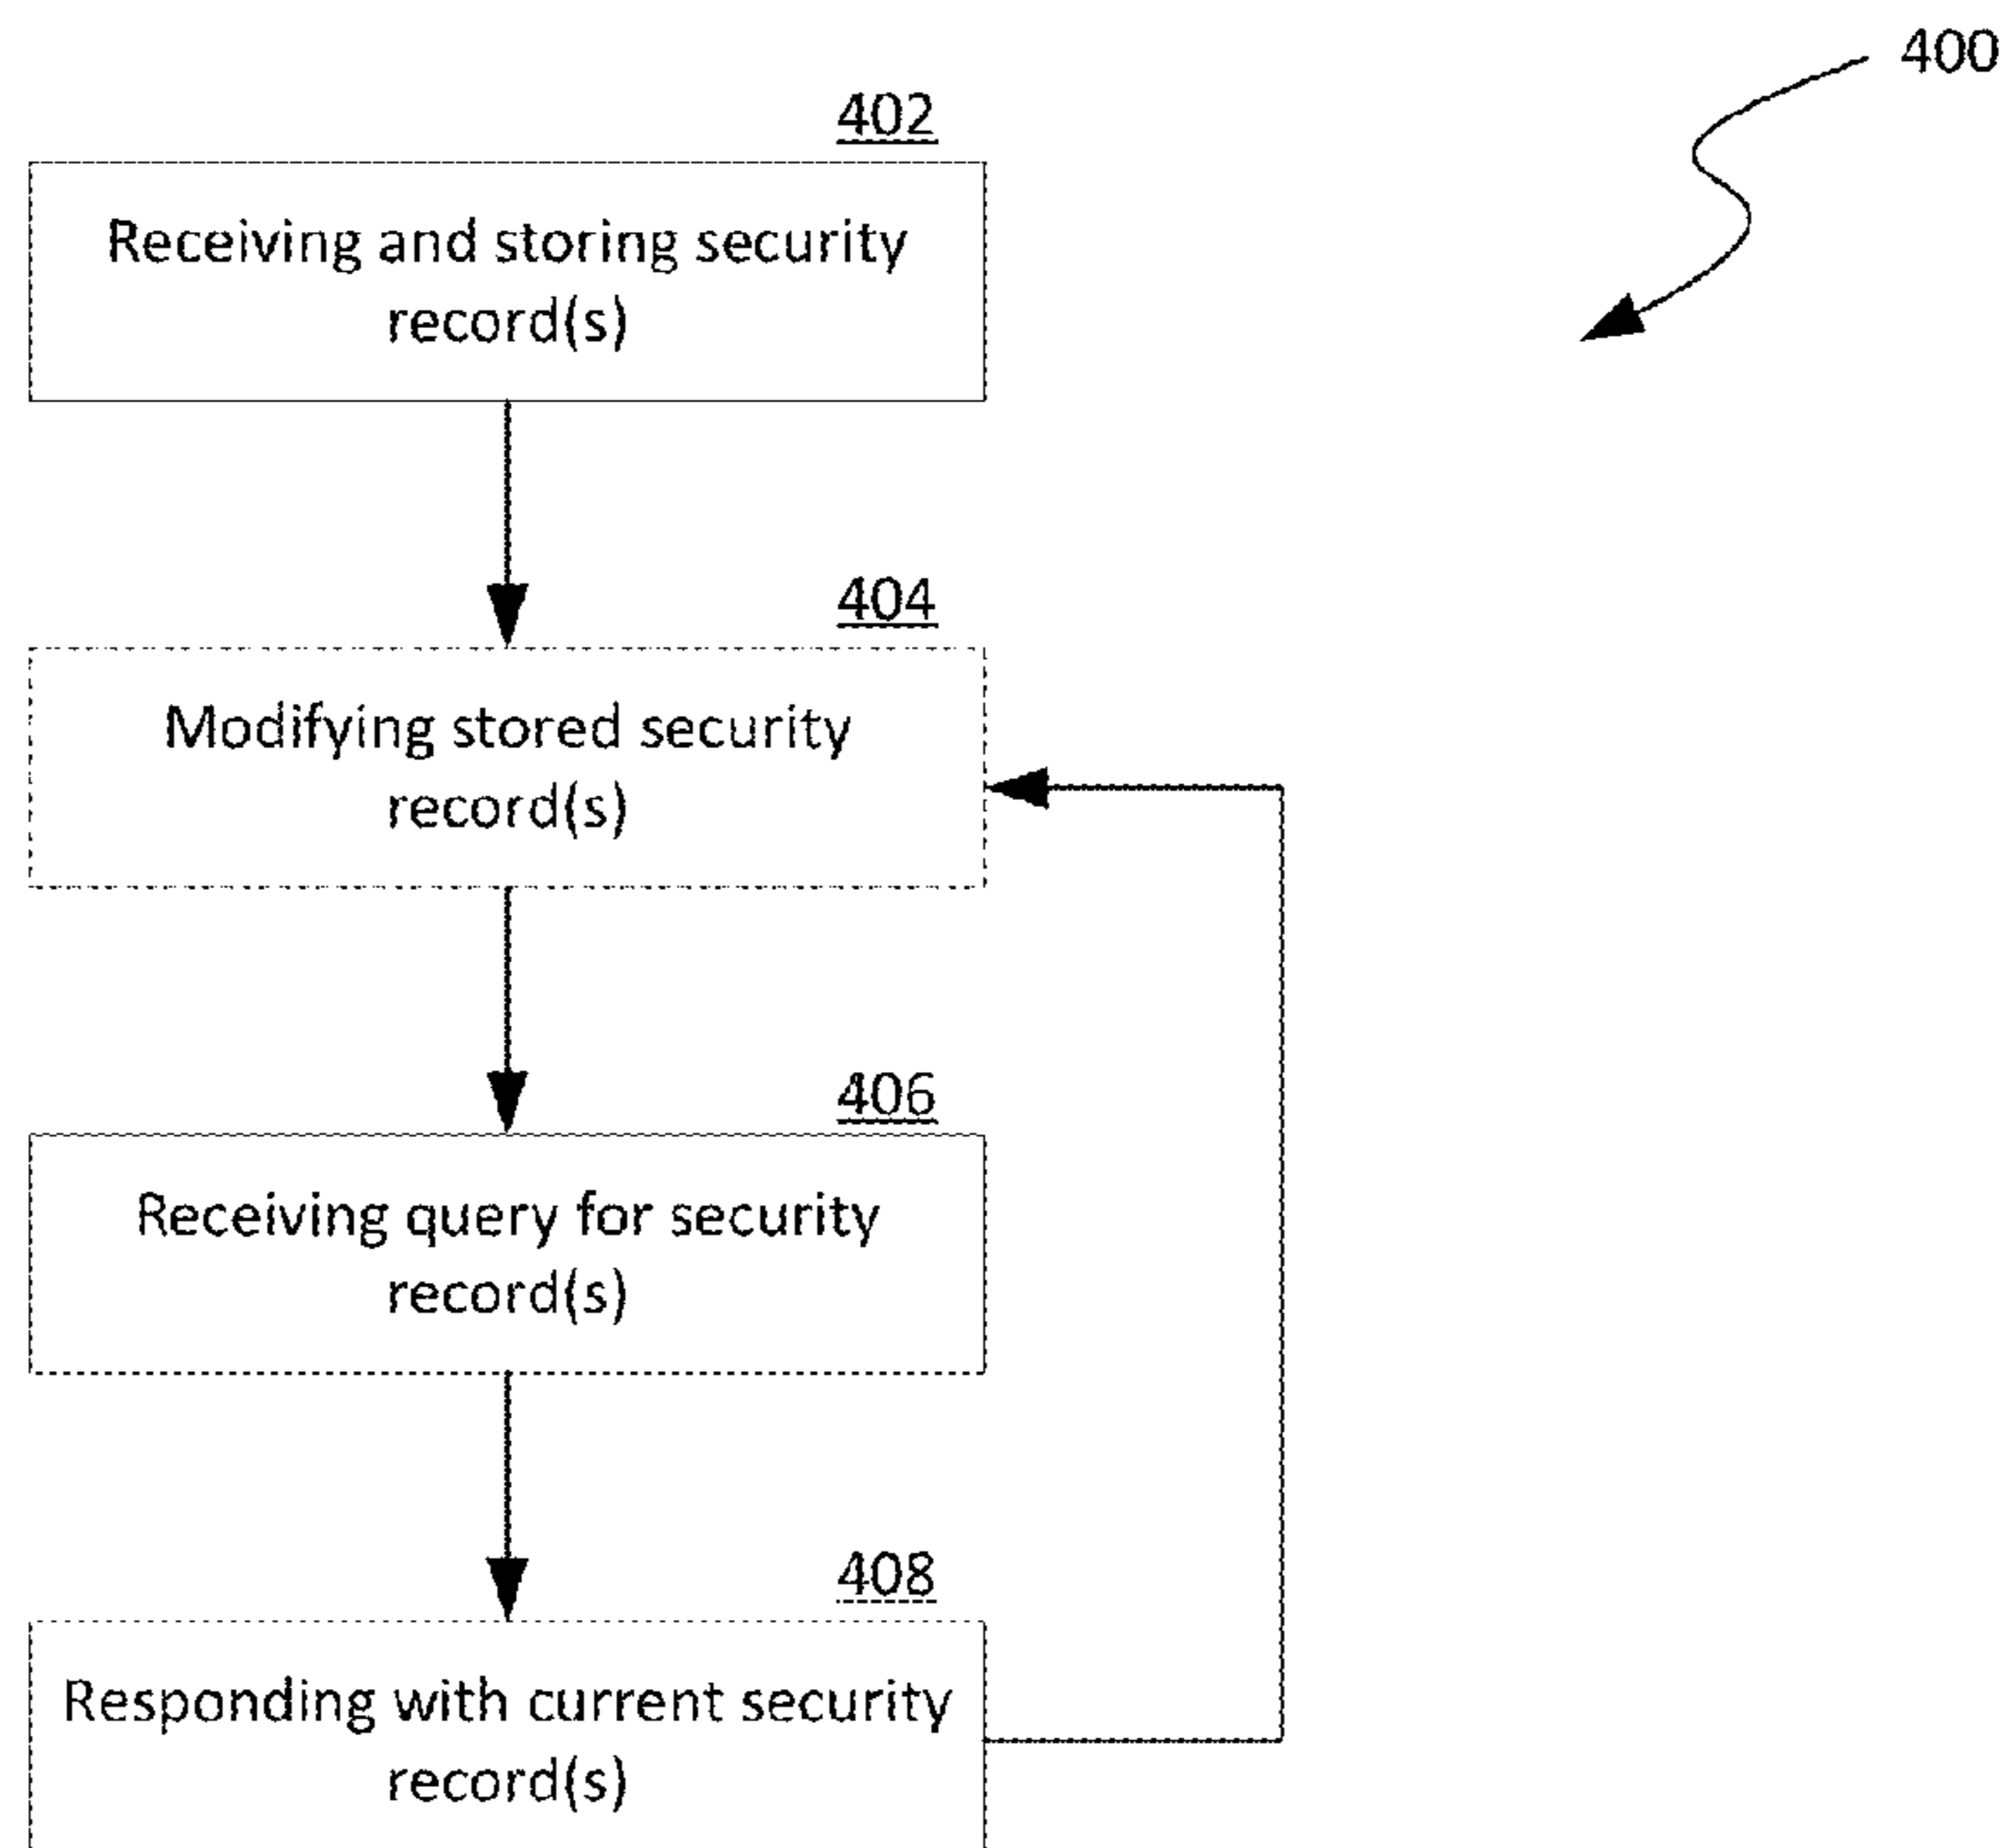 400
402
Receiving and storing security
record(s)
404
Modifying stored security
record(s)
406
Receiving query for security
record(s)
408
Responding with current security
record(s)